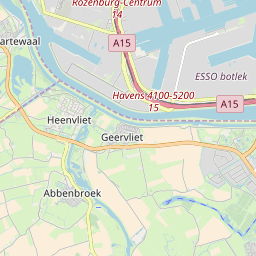 Rozenburg-Centrum
14
artewaal
A15
ESSO botlek
Havens 4100-5200
15
A15
Heenvliet
Geervliet
Abbenbroek